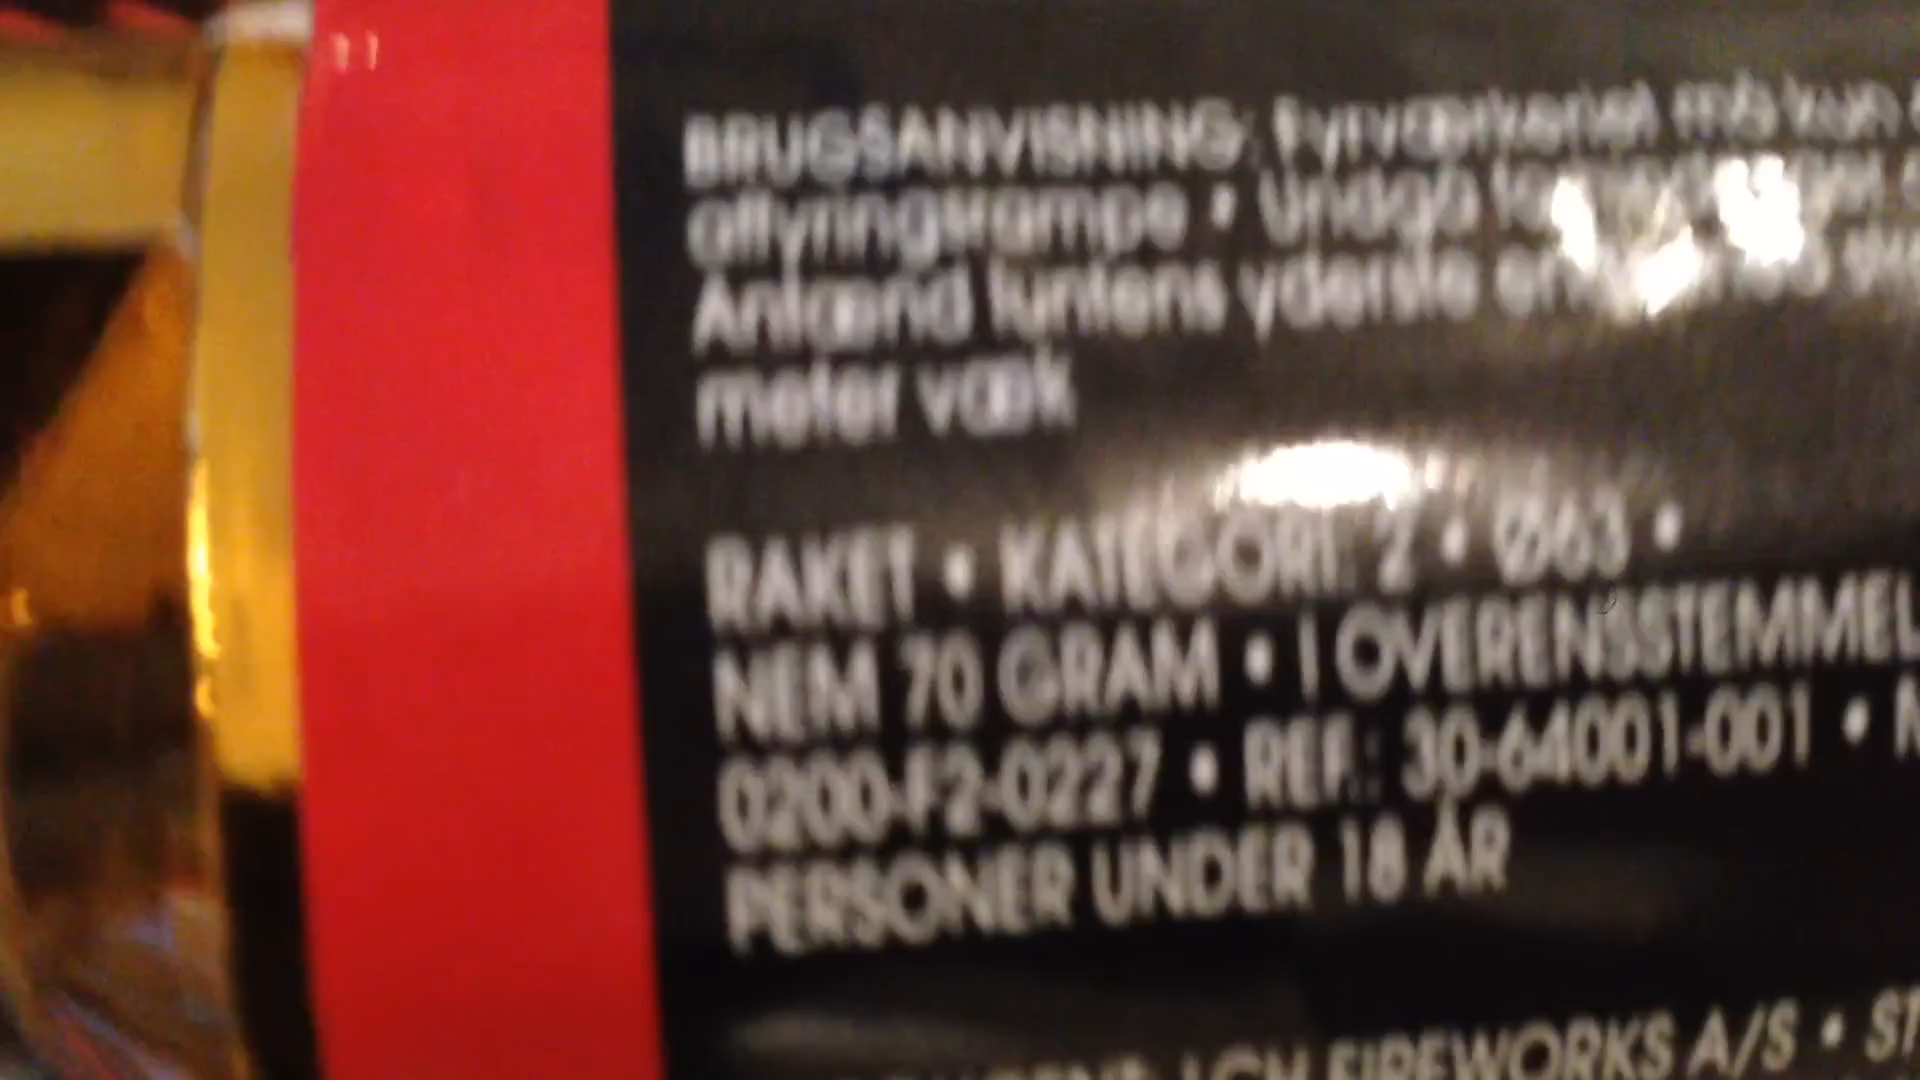 BRUGSANVISNING: Fyrværkeriet må kun
affyringsrampe • Undgå
Antænd luntens yderste
meter væk
RAKET • KATEGORI: 2 • Ø63 •
NEM 70 GRAM • I OVERENSSTEMMEL
0200-F2-0227 • REF.: 30-64001-001 •
PERSONER UNDER 18 ÅR
FIREWORKS A/S •